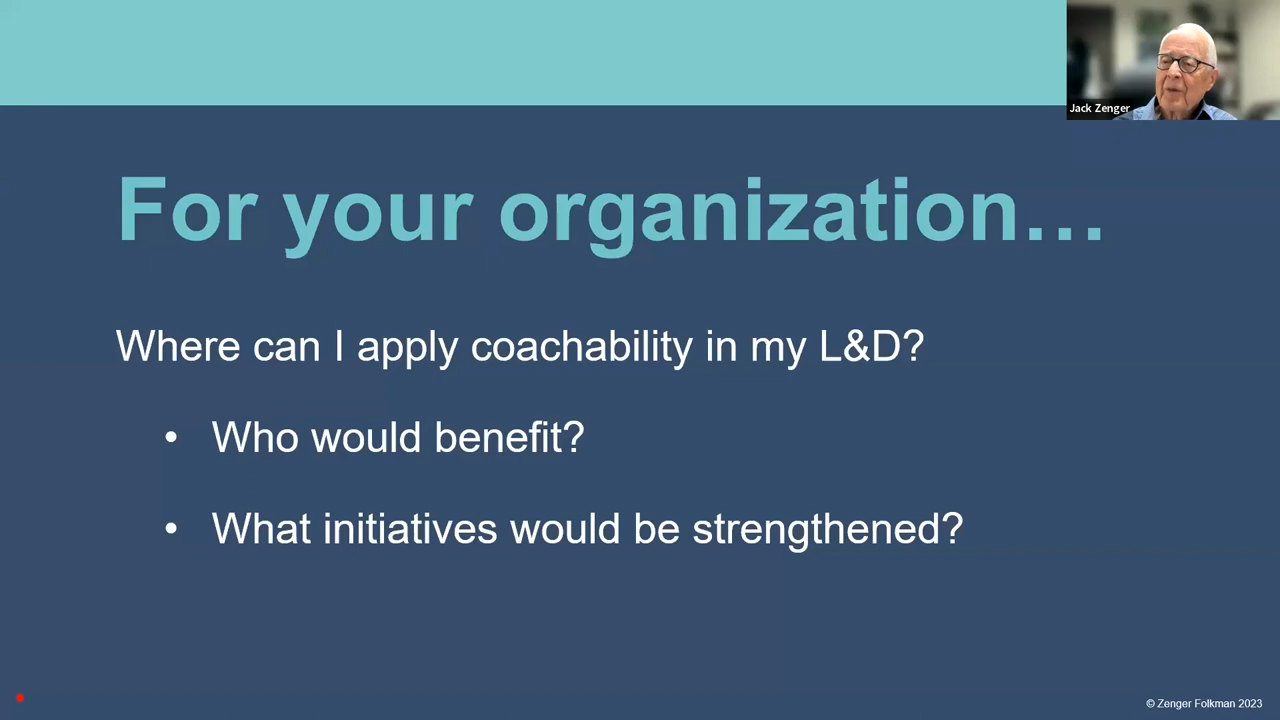 Jack Zenger
For your organization…
Where can I apply coachability in my L&D?
• Who would benefit?
• What initiatives would be strengthened?
© Zenger Folkman 2023